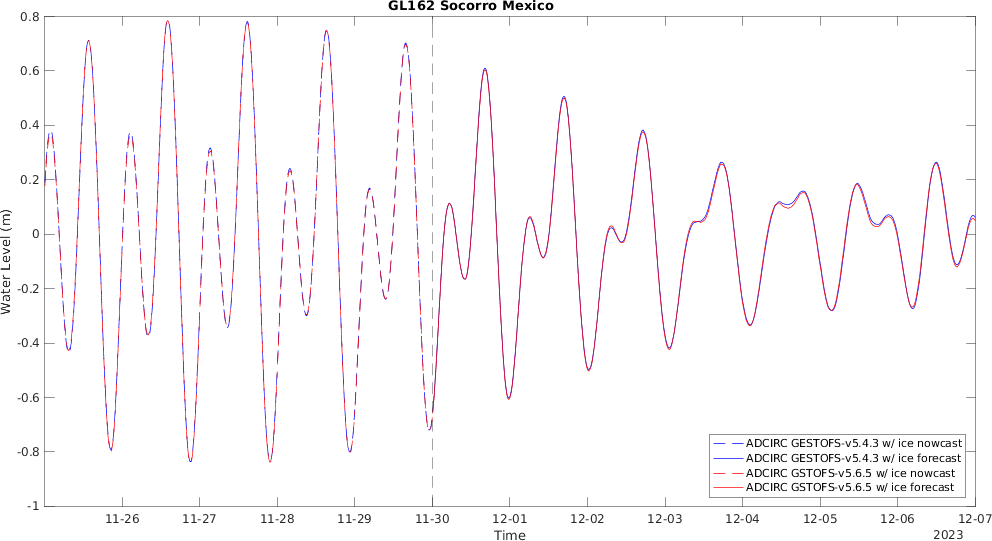 GL162 Socorro Mexico
0.8
0.6
0.4
0.2
0
-0.2
-0.4
-0.6
-0.8
-1
Water Level (m)
11-26 11-27 11-28 11-29 11-30 12-01 12-02 12-03 12-04 12-05 12-06 12-07
Time
2023
ADCIRC GESTOFS-v5.4.3 w/ ice nowcast
ADCIRC GESTOFS-v5.4.3 w/ ice forecast
ADCIRC GSTOFS-v5.6.5 w/ ice nowcast
ADCIRC GSTOFS-v5.6.5 w/ ice forecast